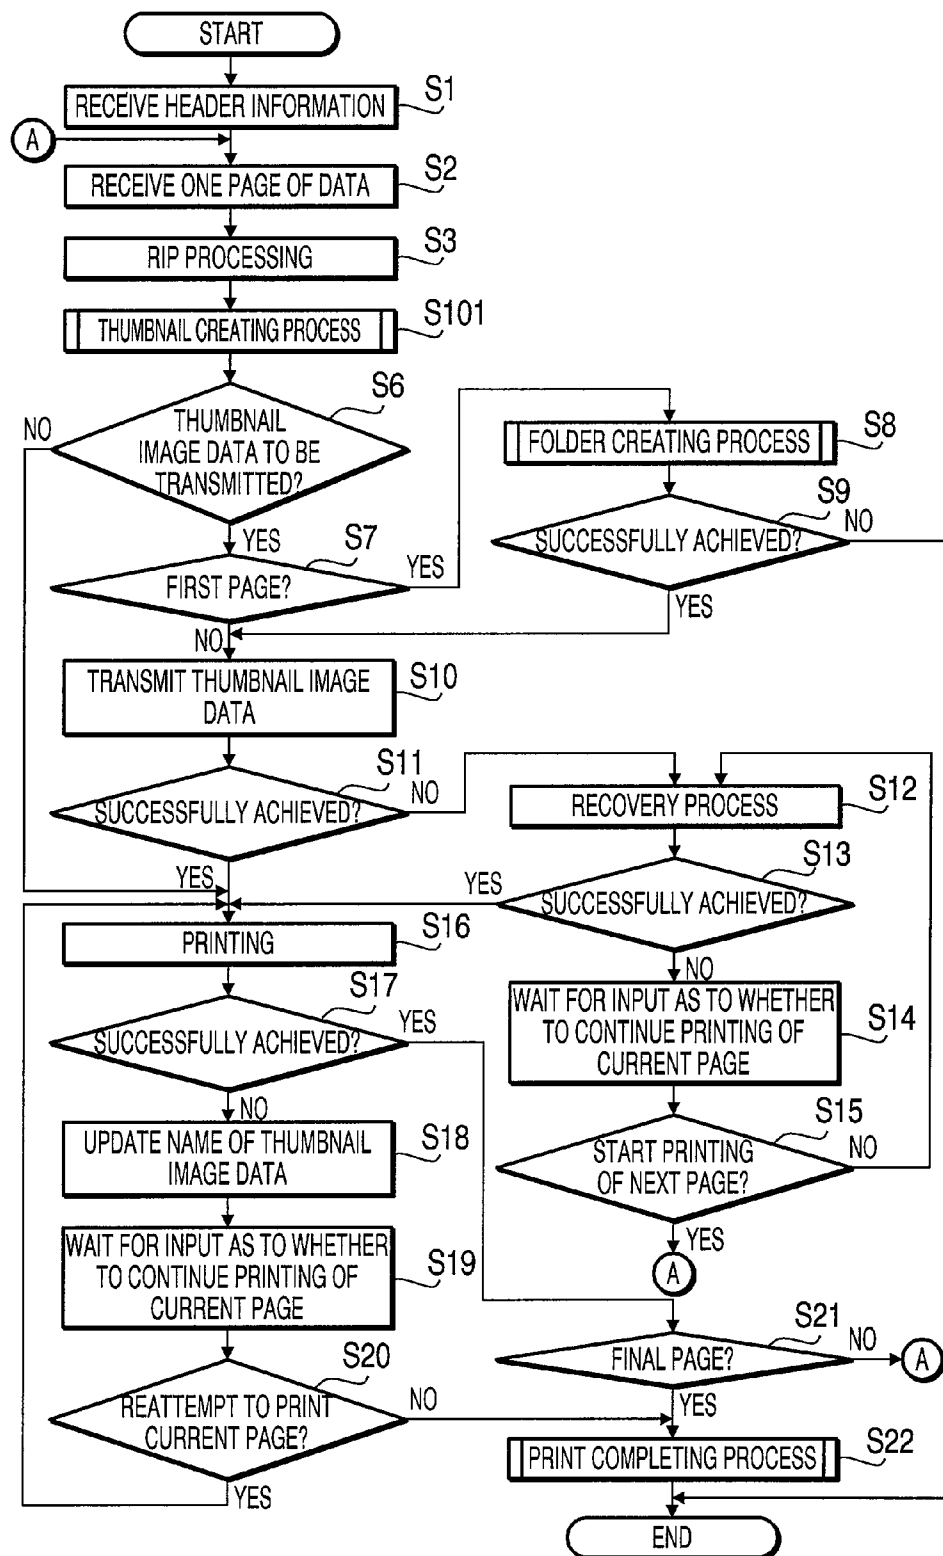 START
RECEIVE HEADER INFORMATION
S1
A
RECEIVE ONE PAGE OF DATA
S2
RIP PROCESSING
S3
THUMBNAIL CREATING PROCESS
S101
THUMBNAIL
IMAGE DATA TO BE
TRANSMITTED?
S6
NO
YES
FOLDER CREATING PROCESS
S8
SUCCESSFULLY ACHIEVED?
S9
NO
YES
FIRST PAGE?
S7
YES
NO
TRANSMIT THUMBNAIL IMAGE
DATA
S10
SUCCESSFULLY ACHIEVED?
S11
NO
YES
RECOVERY PROCESS
S12
SUCCESSFULLY ACHIEVED?
S13
YES
NO
WAIT FOR INPUT AS TO WHETHER
TO CONTINUE PRINTING OF
CURRENT PAGE
S14
START PRINTING
OF NEXT PAGE?
S15
NO
YES
A
PRINTING
S16
SUCCESSFULLY ACHIEVED?
S17
YES
NO
UPDATE NAME OF THUMBNAIL
IMAGE DATA
S18
WAIT FOR INPUT AS TO WHETHER
TO CONTINUE PRINTING OF
CURRENT PAGE
S19
REATTEMPT TO PRINT
CURRENT PAGE?
S20
NO
YES
FINAL PAGE?
S21
NO
A
YES
PRINT COMPLETING PROCESS
S22
END